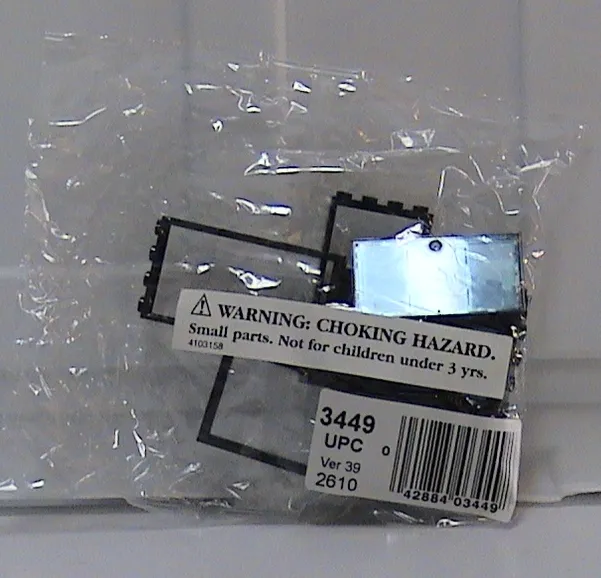 WARNING: CHOKING HAZARD.
Small parts. Not for children under 3 yrs.
4103158
3449
UPC
Ver 39
2610
0
42884 03449